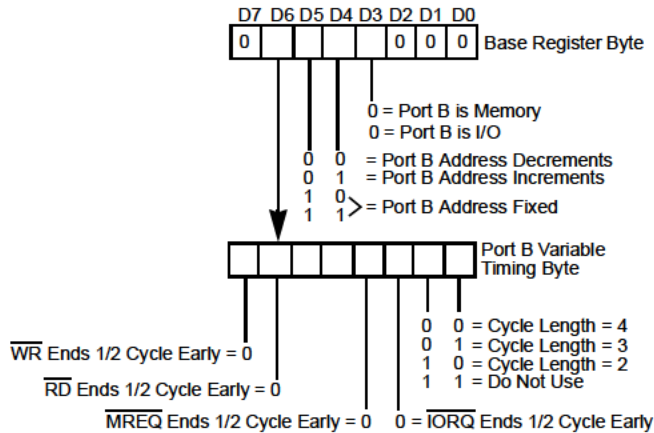 D7 D6 D5 D4 D3 D2 D1 D0
0 0 0 0 Base Register Byte
0 = Port B is Memory
0 = Port B is I/O
0 0 = Port B Address Decrements
0 1 = Port B Address Increments
1 0
1 1 > = Port B Address Fixed
Port B Variable
Timing Byte
0 0 = Cycle Length = 4
0 1 = Cycle Length = 3
1 0 = Cycle Length = 2
1 1 = Do Not Use
WR Ends 1/2 Cycle Early = 0
RD Ends 1/2 Cycle Early = 0
MREQ Ends 1/2 Cycle Early = 0 0 = IORQ Ends 1/2 Cycle Early